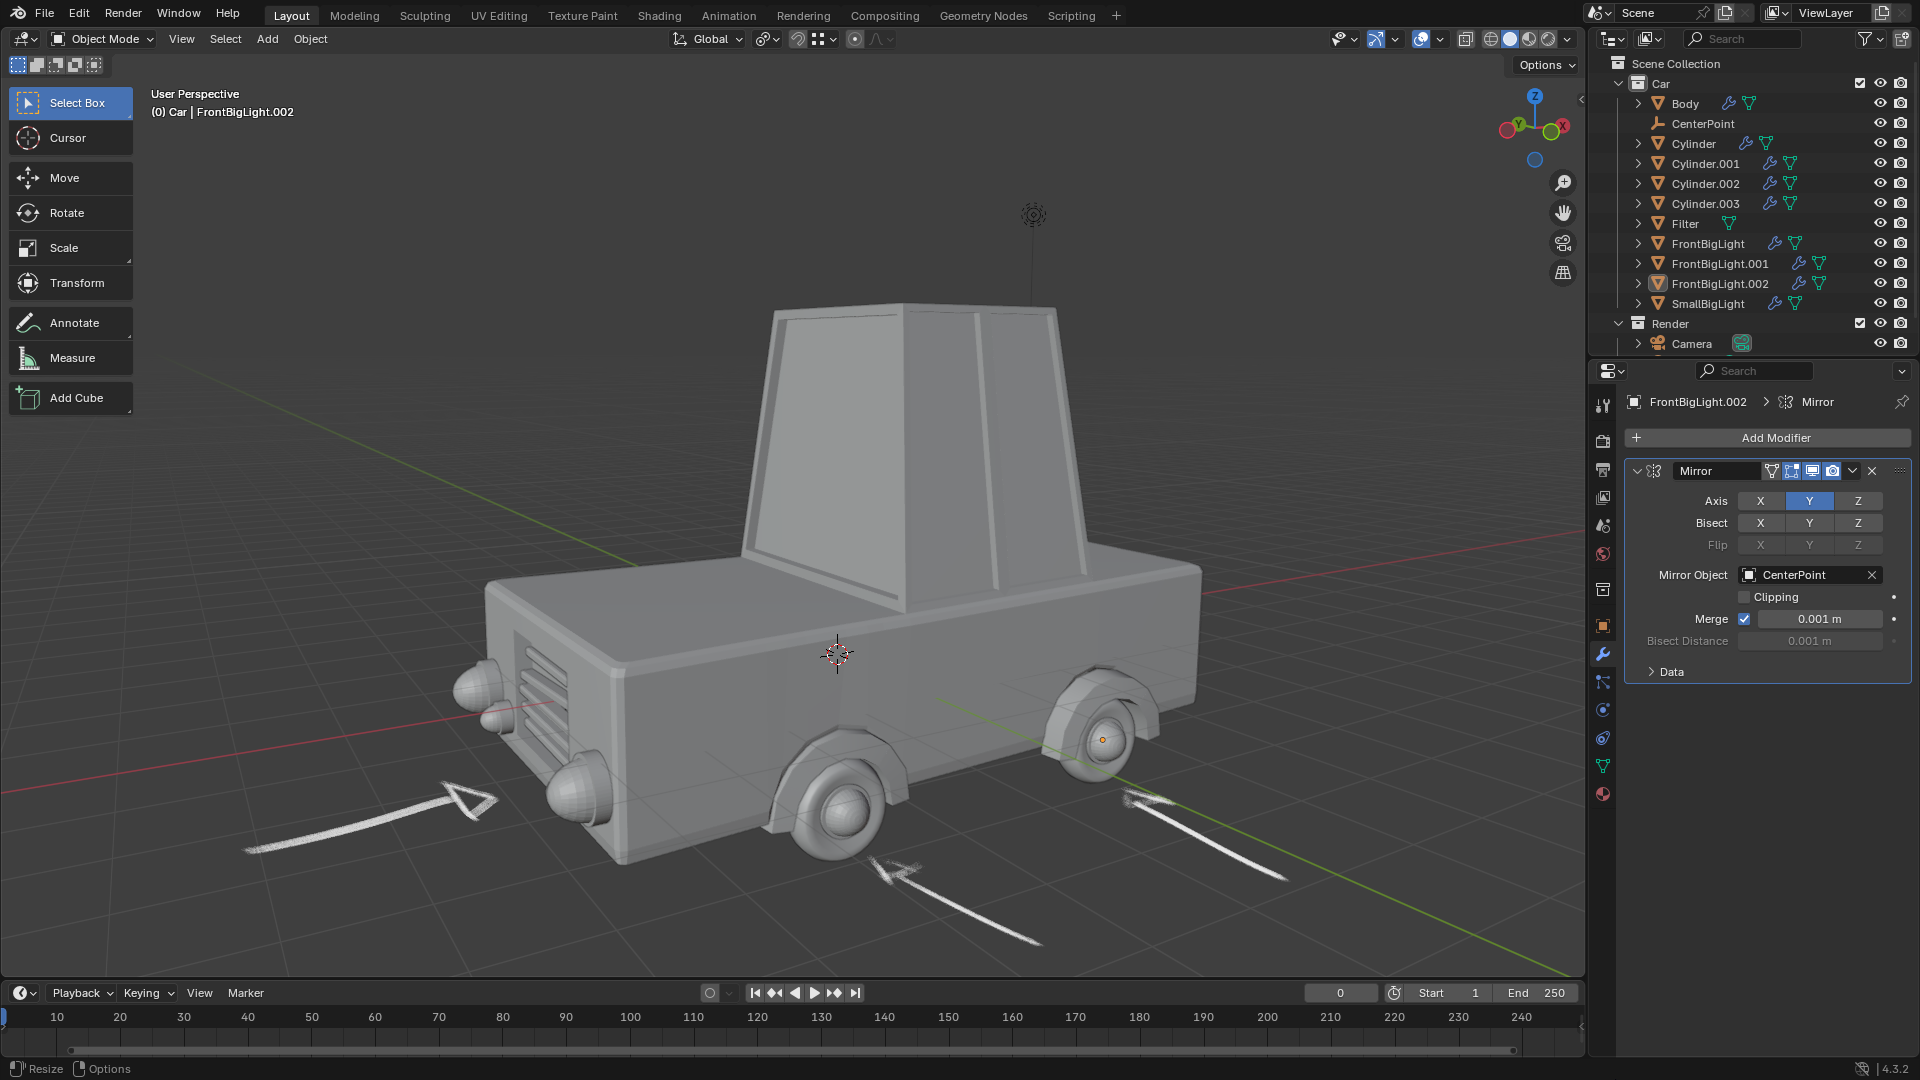 File Edit Render Window Help Layout Modeling Sculpting UV Editing Texture Paint Shading Animation Rendering Compositing Geometry Nodes Scripting + Scene ViewLayer
Object Mode View Select Add Object Global Search
Options
Scene Collection
Car
Body
CenterPoint
Cylinder
Cylinder.001
Cylinder.002
Cylinder.003
Filter
FrontBigLight
FrontBigLight.001
FrontBigLight.002
SmallBigLight
Render
Camera
Select Box
Cursor
Move
Rotate
Scale
Transform
Annotate
Measure
Add Cube
User Perspective
(0) Car | FrontBigLight.002
Z
Y
X
Search
FrontBigLight.002 > Mirror
+ Add Modifier
Mirror
Axis X Y Z
Bisect X Y Z
Flip X Y Z
Mirror Object CenterPoint
Clipping
Merge 0.001 m
Bisect Distance 0.001 m
Data
Playback Keying View Marker 0 Start 1 End 250
10 20 30 40 50 60 70 80 90 100 110 120 130 140 150 160 170 180 190 200 210 220 230 240
Resize Options 4.3.2